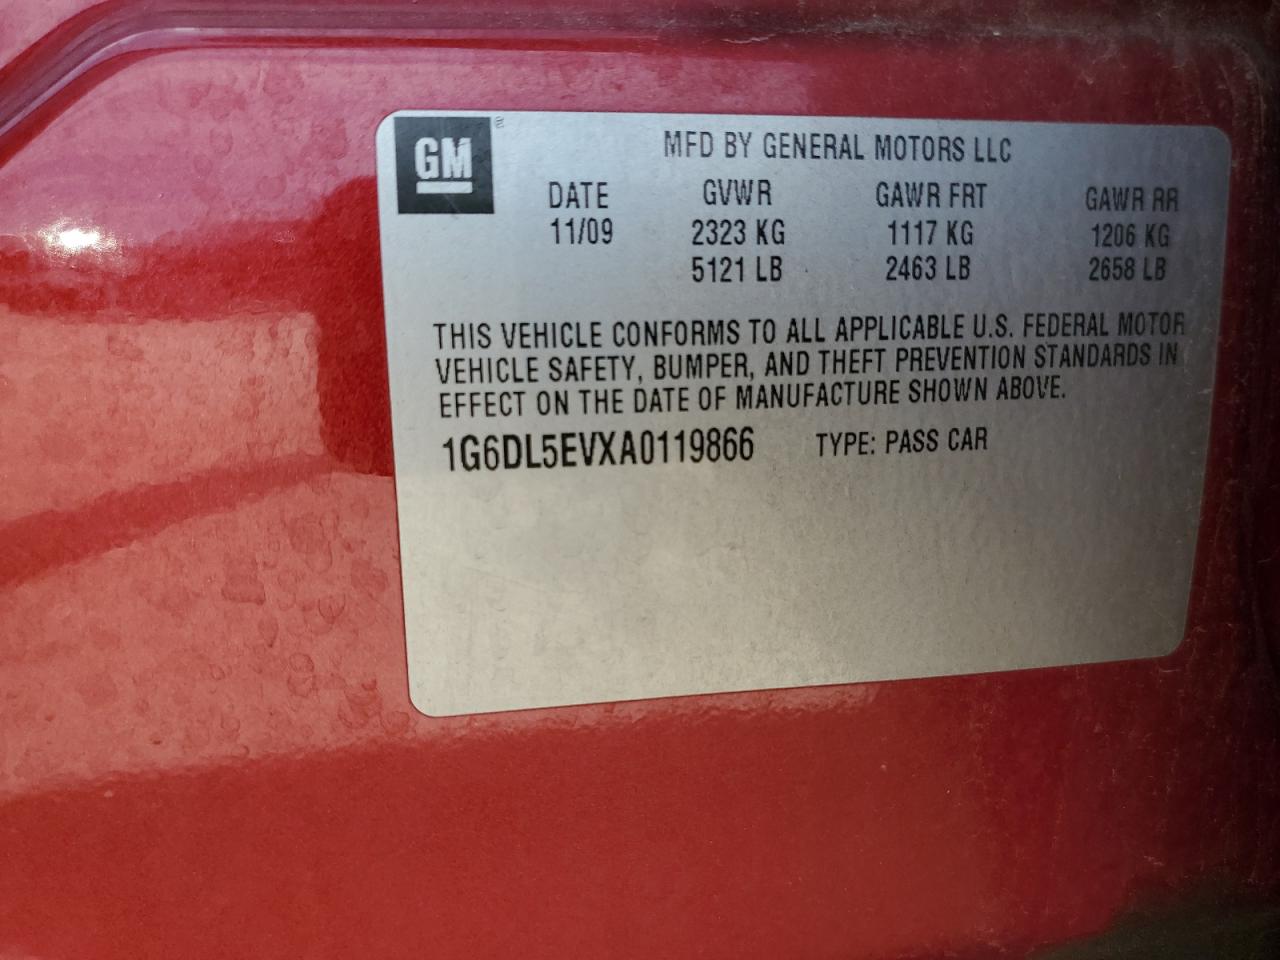 GM
MFD BY GENERAL MOTORS LLC
DATE GVWR GAWR FRT GAWR RR
11/09 2323 KG 1117 KG 1206 KG
5121 LB 2463 LB 2658 LB
THIS VEHICLE CONFORMS TO ALL APPLICABLE U.S. FEDERAL MOTOR
VEHICLE SAFETY, BUMPER, AND THEFT PREVENTION STANDARDS IN
EFFECT ON THE DATE OF MANUFACTURE SHOWN ABOVE.
1G6DL5EVXA0119866 TYPE: PASS CAR